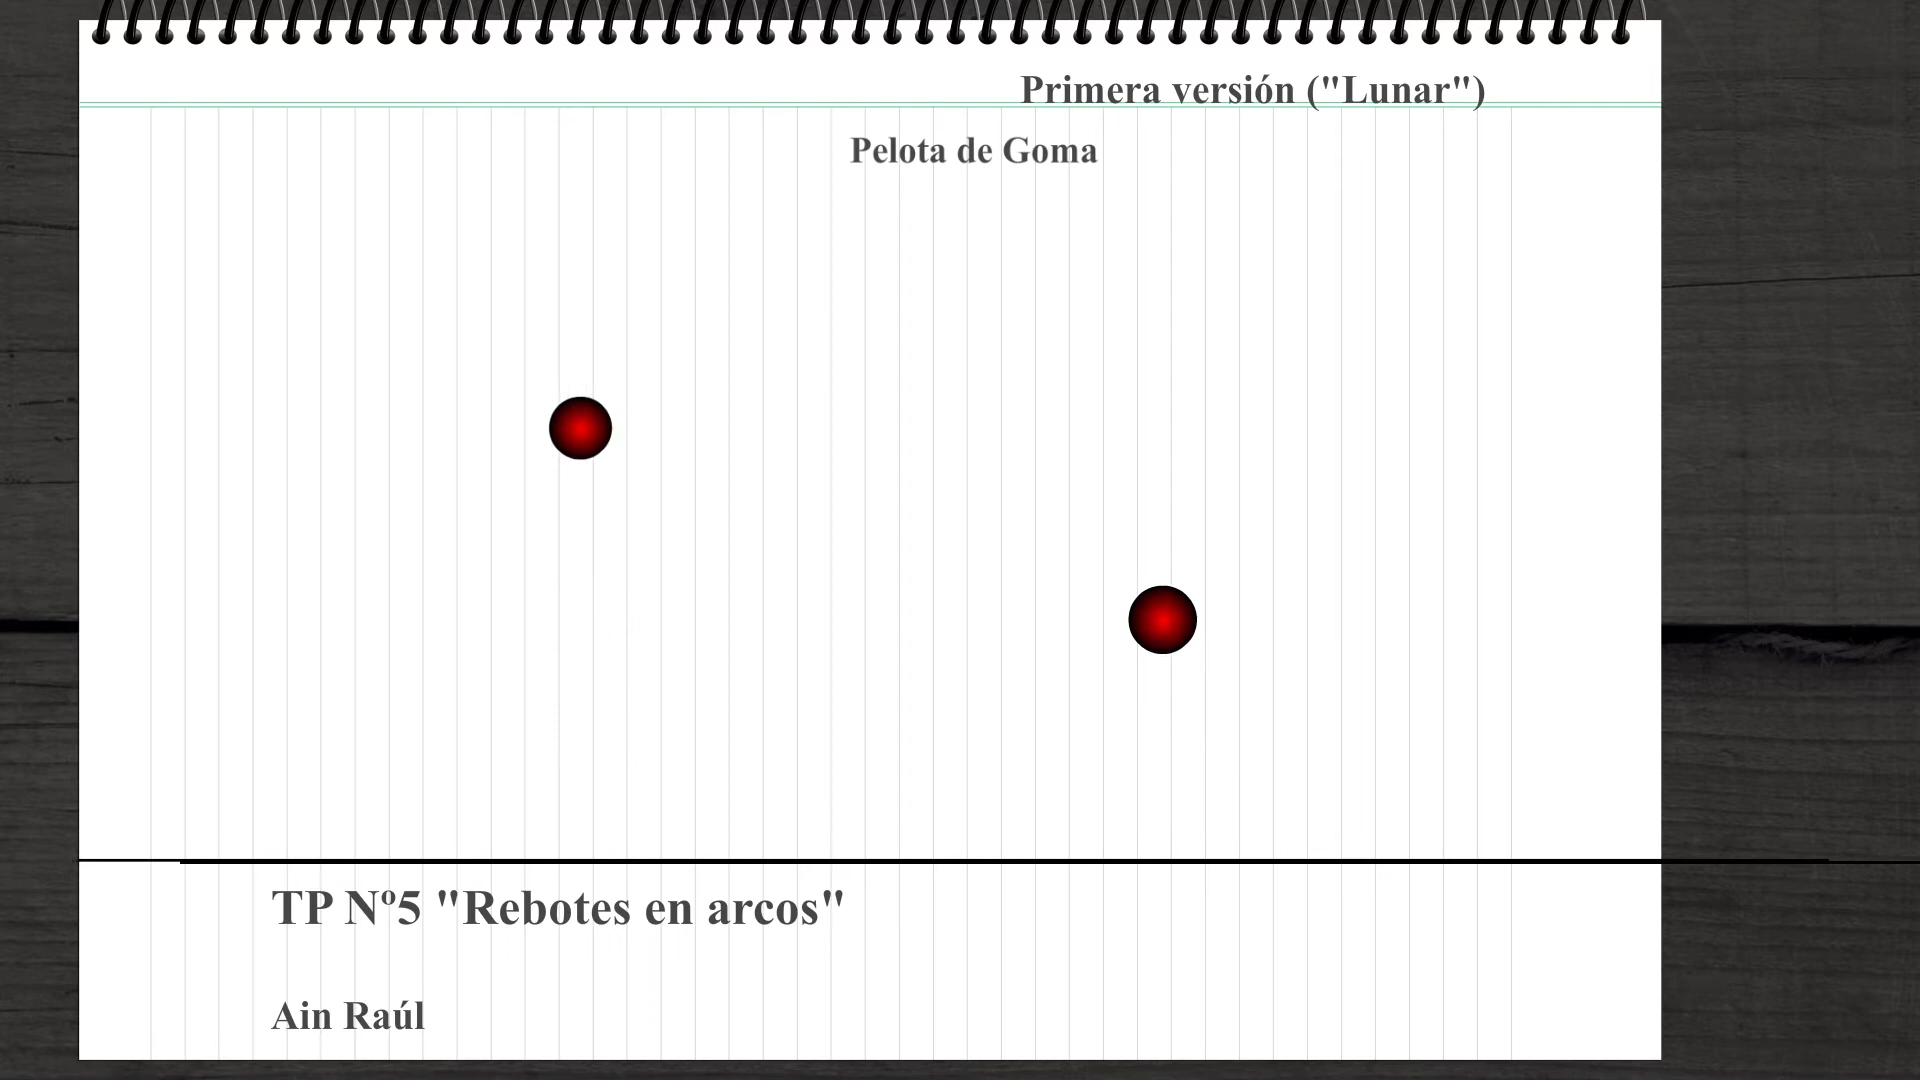 Primera versión ("Lunar")
Pelota de Goma
TP Nº5 "Rebotes en arcos"
Ain Raúl